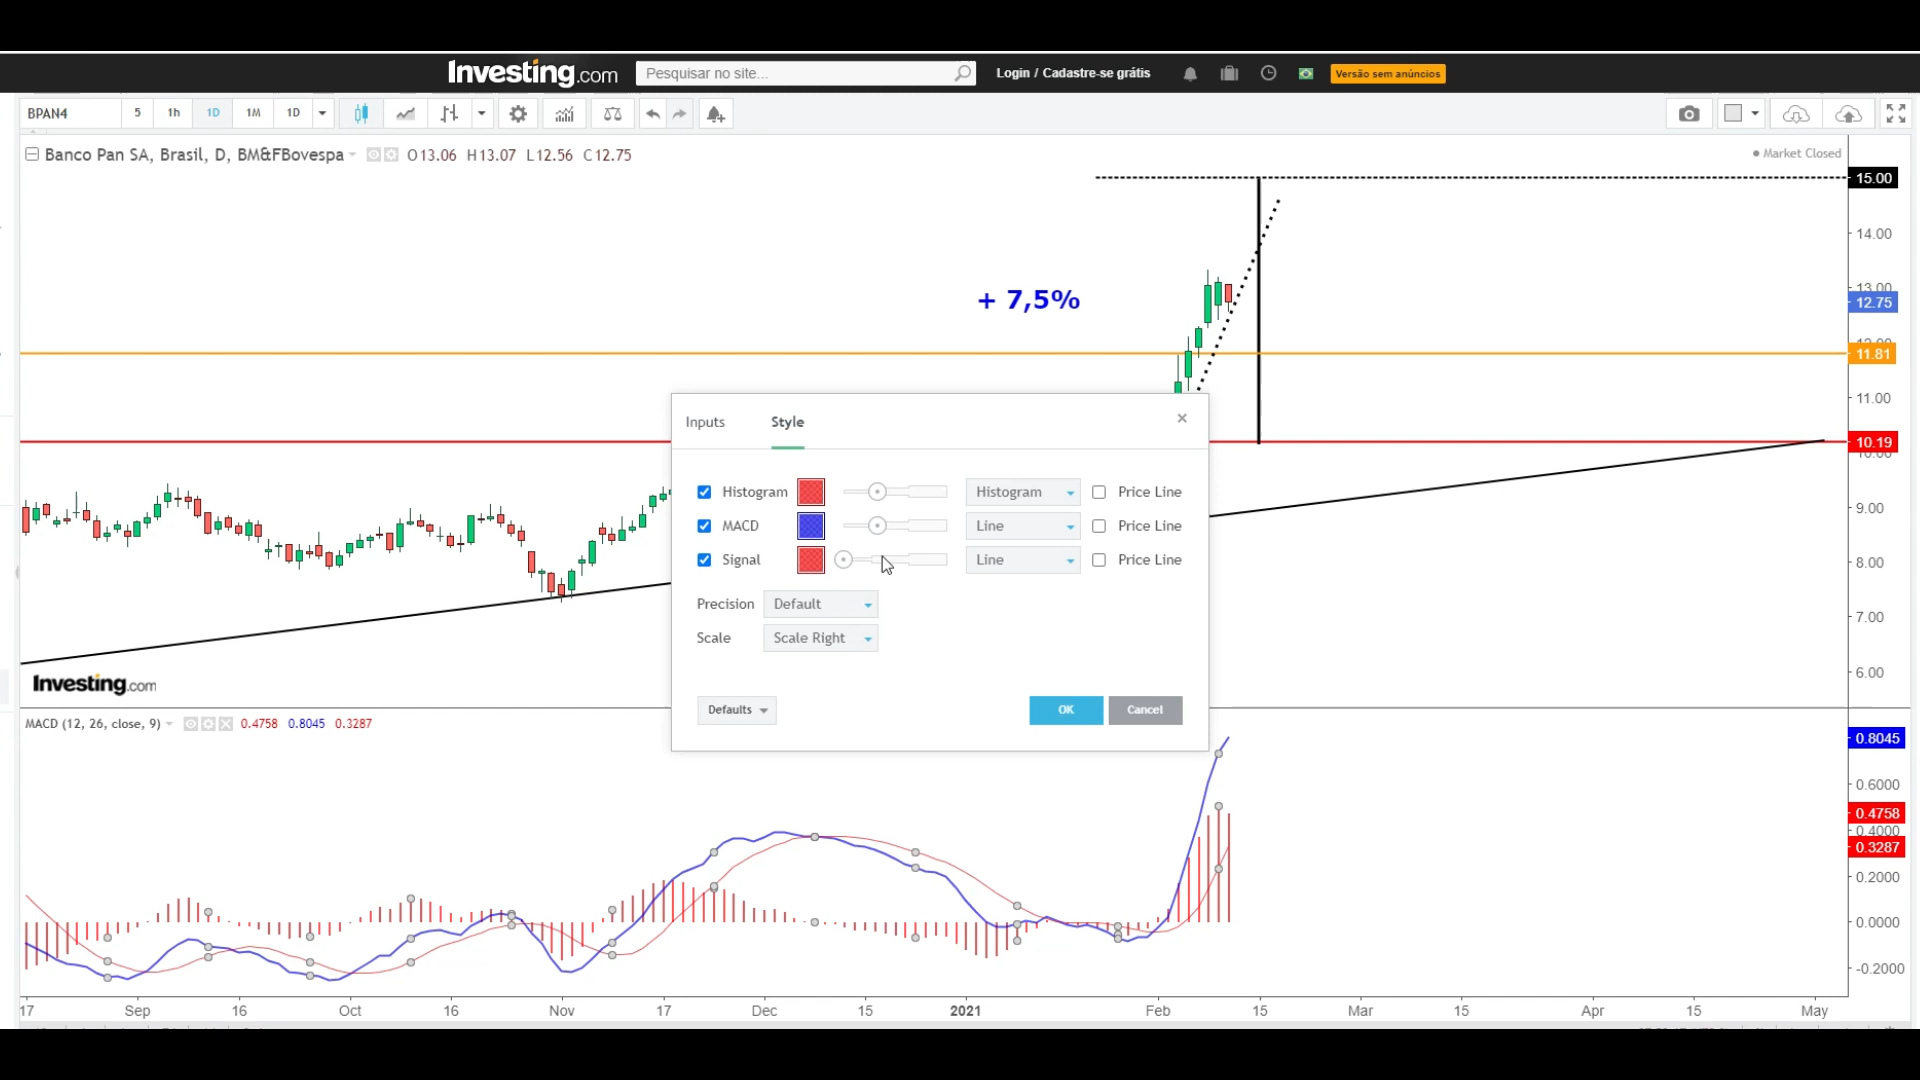 Investing.com Pesquisar no site... Login / Cadastre-se grátis Versão sem anúncios
BPAN4 5 1h 1D 1M 1D
Banco Pan SA, Brasil, D, BM&FBovespa O13.06 H13.07 L12.56 C12.75
Market Closed
15.00
14.00
+ 7,5%
13.00
12.75
12.00
11.81
11.00
10.19
10.00
9.00
8.00
7.00
6.00
Inputs Style
Histogram Histogram Price Line
MACD Line Price Line
Signal Line Price Line
Precision Default
Scale Scale Right
Defaults OK Cancel
Investing.com
MACD (12, 26, close, 9) 0.4758 0.8045 0.3287
0.8045
0.6000
0.4758
0.4000
0.3287
0.2000
0.0000
-0.2000
17 Sep 16 Oct 16 Nov 17 Dec 15 2021 Feb 15 Mar 15 Apr 15 May